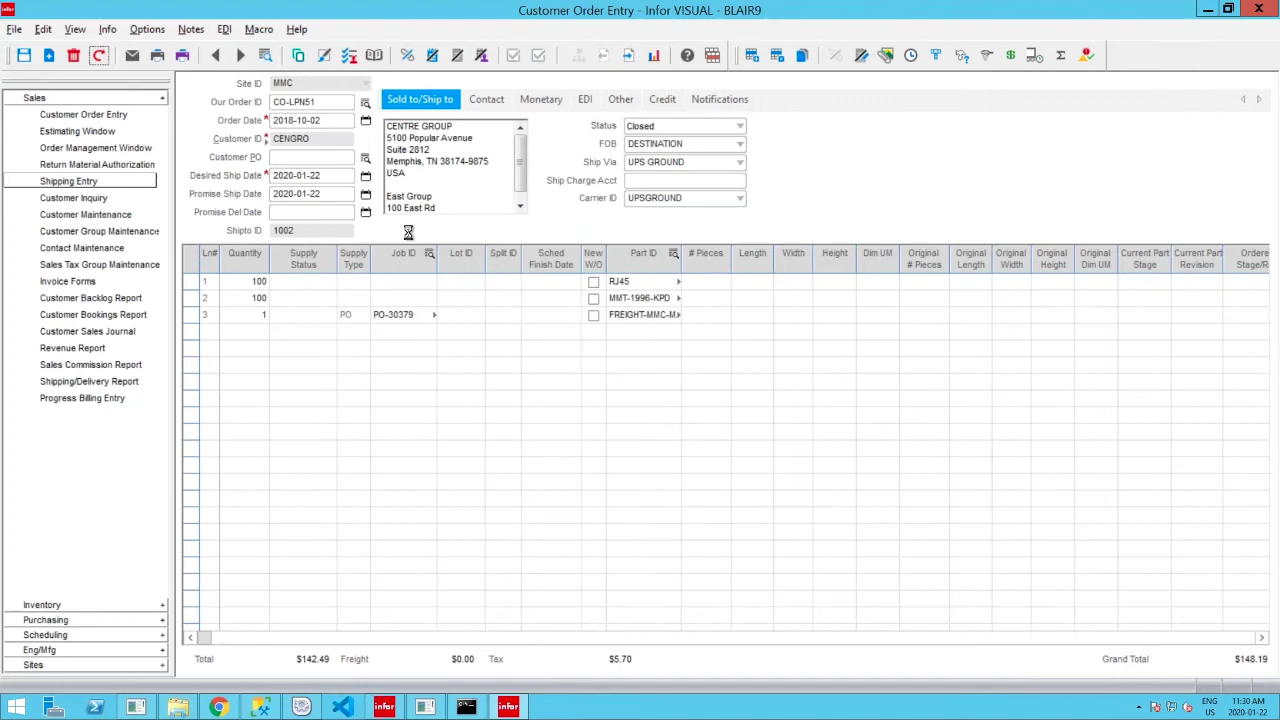 infor
Customer Order Entry - Infor VISUAL - BLAIR9
File Edit View Info Options Notes EDI Macro Help
Sales +
Customer Order Entry
Estimating Window
Order Management Window
Return Material Authorization
Shipping Entry
Customer Inquiry
Customer Maintenance
Customer Group Maintenance
Contact Maintenance
Sales Tax Group Maintenance
Invoice Forms
Customer Backlog Report
Customer Bookings Report
Customer Sales Journal
Revenue Report
Sales Commission Report
Shipping/Delivery Report
Progress Billing Entry
Inventory +
Purchasing +
Scheduling +
Eng/Mfg +
Sites +
Site ID MMC
Our Order ID CO-LPN51
Order Date * 2018-10-02
Customer ID * CENGRO
Customer PO
Desired Ship Date * 2020-01-22
Promise Ship Date 2020-01-22
Promise Del Date
Shipto ID 1002
Sold to/Ship to Contact Monetary EDI Other Credit Notifications
CENTRE GROUP
5100 Popular Avenue
Suite 2812
Memphis, TN 38174-9875
USA
East Group
100 East Rd
Status Closed
FOB DESTINATION
Ship Via UPS GROUND
Ship Charge Acct
Carrier ID UPSGROUND
Ln# Quantity Supply Status Supply Type Job ID Lot ID Split ID Sched Finish Date New W/O Part ID # Pieces Length Width Height Dim UM Original # Pieces Original Length Original Width Original Height Original Dim UM Current Part Stage Current Part Revision Ordere Stage/R
1 100 RJ45
2 100 MMT-1996-KPD
3 1 PO PO-30379 FREIGHT-MMC-M
Total $142.49 Freight $0.00 Tax $5.70 Grand Total $148.19
infor infor
ENG
US
11:30 AM
2020-01-22